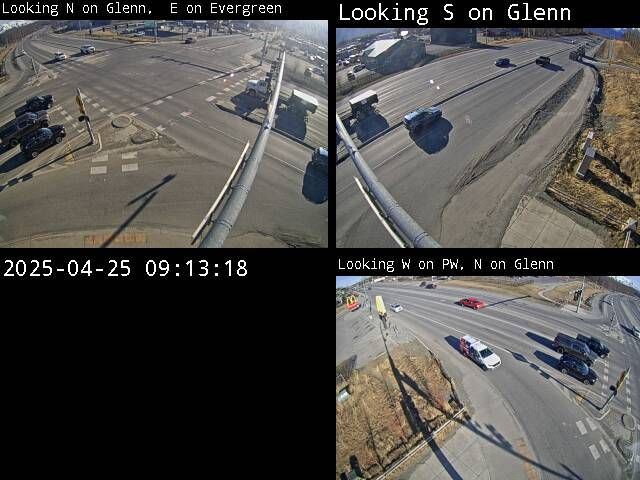 Looking N on Glenn,  E on Evergreen
Looking S on Glenn
2025-04-25 09:13:18
Looking W on PW, N on Glenn